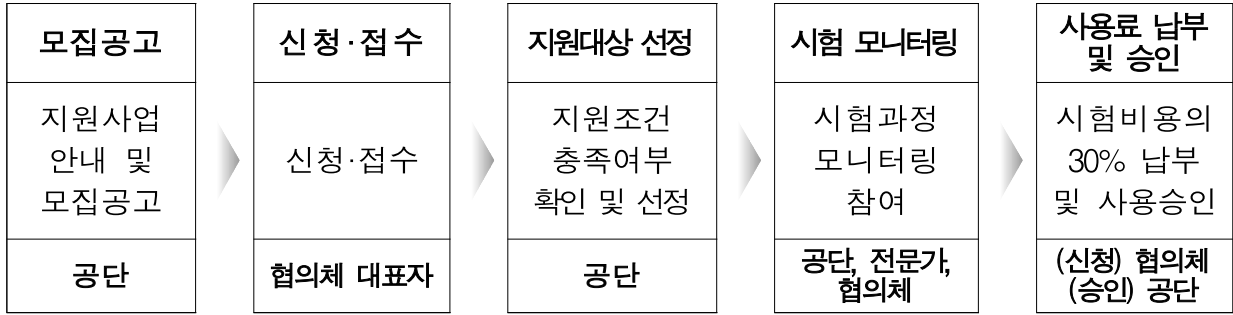 모집공고
지원사업
안내 및
모집공고
공단
신청·접수
신청·접수
협의체 대표자
지원대상 선정
지원조건
충족여부
확인 및 선정
공단
시험 모니터링
시험과정
모니터링
참여
공단, 전문가,
협의체
사용료 납부
및 승인
시험비용의
30% 납부
및 사용승인
(신청) 협의체
(승인) 공단